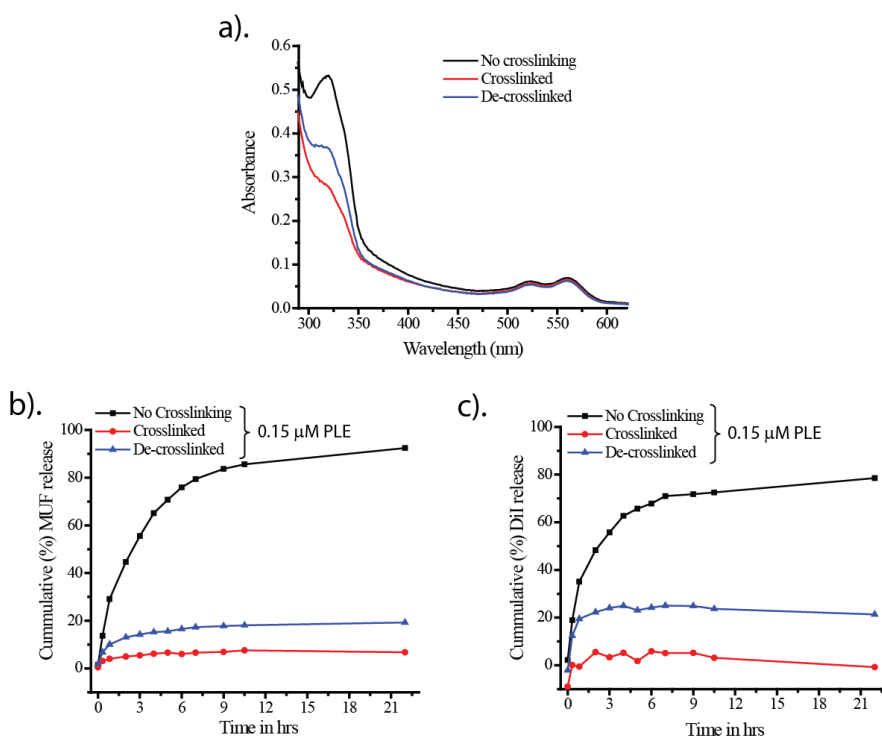 a).
No crosslinking
Crosslinked
De-crosslinked
0.6
0.5
0.4
0.3
0.2
0.1
0.0
Absorbance
300 350 400 450 500 550 600
Wavelength (nm)
b).
No Crosslinking
Crosslinked
De-crosslinked
0.15 µM PLE
100
80
60
40
20
0
Cummulative (%) MUF release
0 3 6 9 12 15 18 21
Time in hrs
c).
No Crosslinking
Crosslinked
De-crosslinked
0.15 µM PLE
100
80
60
40
20
0
Cummulative (%) DiI release
0 3 6 9 12 15 18 21
Time in hrs